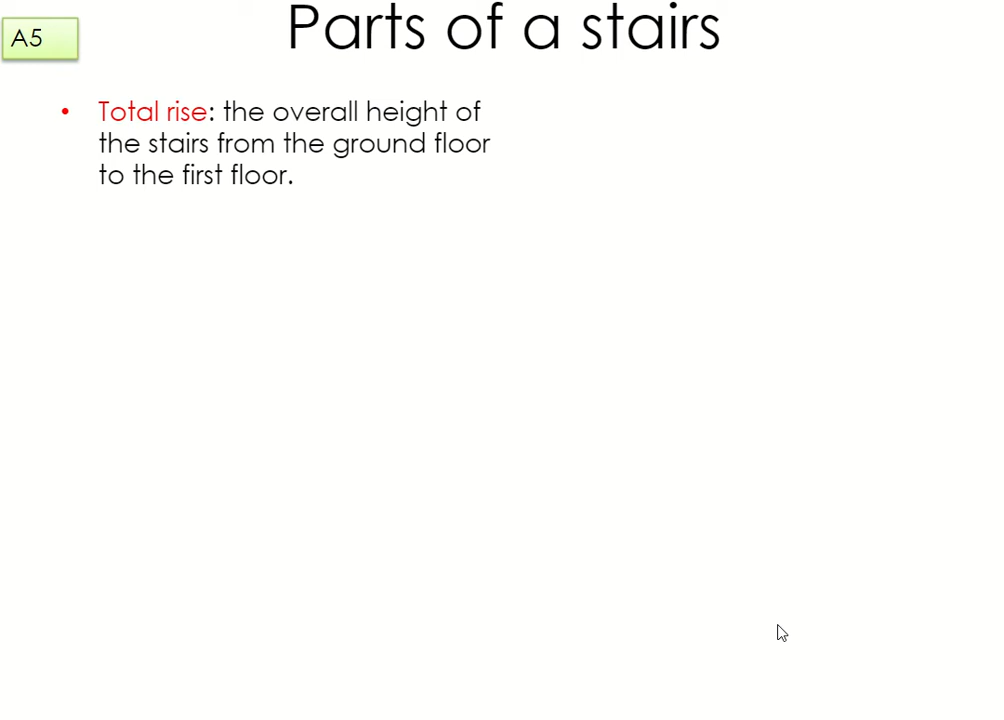 A5
Parts of a stairs
• Total rise: the overall height of
the stairs from the ground floor
to the first floor.